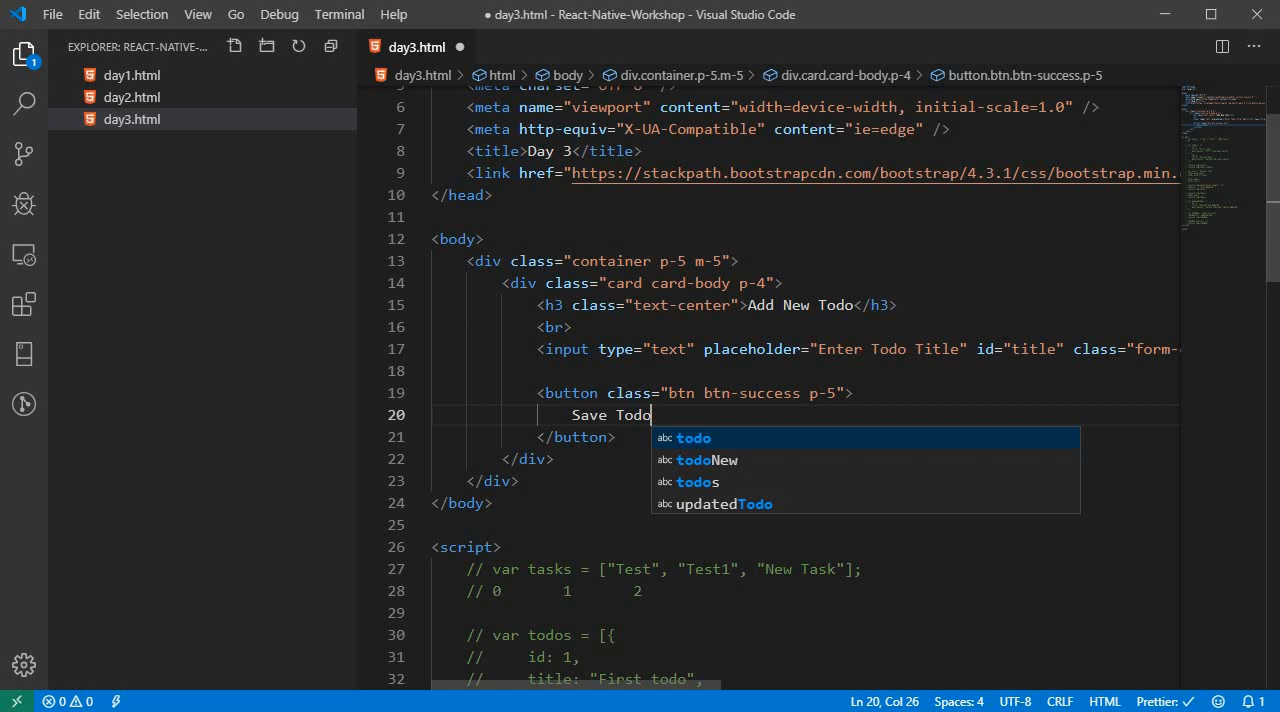 File Edit Selection View Go Debug Terminal Help ● day3.html - React-Native-Workshop - Visual Studio Code
1
EXPLORER: REACT-NATIVE-...
day1.html
day2.html
day3.html
day3.html
day3.html > html > body > div.container.p-5.m-5 > div.card.card-body.p-4 > button.btn.btn-success.p-5
5 <meta charset="UTF-8" />
6 <meta name="viewport" content="width=device-width, initial-scale=1.0" />
7 <meta http-equiv="X-UA-Compatible" content="ie=edge" />
8 <title>Day 3</title>
9 <link href="https://stackpath.bootstrapcdn.com/bootstrap/4.3.1/css/bootstrap.min.
10 </head>
11
12 <body>
13 <div class="container p-5 m-5">
14 <div class="card card-body p-4">
15 <h3 class="text-center">Add New Todo</h3>
16 <br>
17 <input type="text" placeholder="Enter Todo Title" id="title" class="form-
18
19 <button class="btn btn-success p-5">
20 Save Todo
21 </button>
22 </div>
23 </div>
24 </body>
25
26 <script>
27 // var tasks = ["Test", "Test1", "New Task"];
28 // 0 1 2
29
30 // var todos = [{
31 // id: 1,
32 // title: "First todo",
abc todo
abc todoNew
abc todos
abc updatedTodo
0 0 Ln 20, Col 26 Spaces: 4 UTF-8 CRLF HTML Prettier: ✓ 1